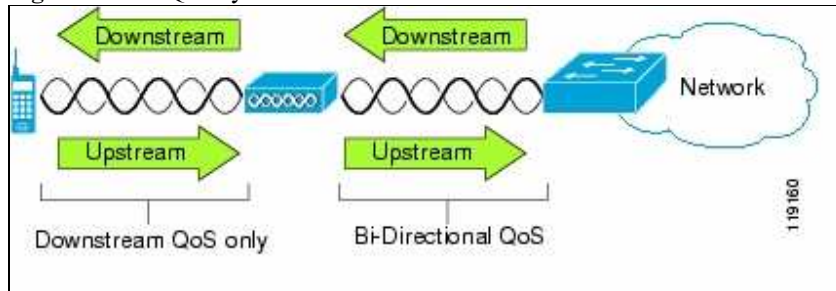 Downstream Downstream
Network
Upstream Upstream
Downstream QoS only Bi-Directional QoS
119160